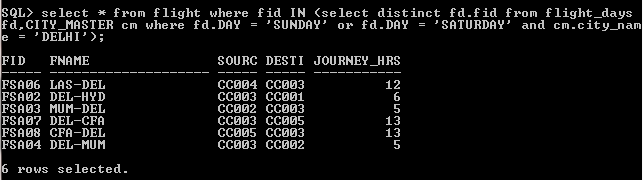 SQL> select * from flight where fid IN (select distinct fd.fid from flight_days
fd,CITY_MASTER cm where fd.DAY = 'SUNDAY' or fd.DAY = 'SATURDAY' and cm.city_nam
e = 'DELHI');
FID    FNAME                SOURC DESTI JOURNEY_HRS
------ -------------------- ----- ----- -----------
FSA06  LAS-DEL              CC004 CC003          12
FSA02  DEL-HYD              CC003 CC001           6
FSA03  MUM-DEL              CC002 CC003           5
FSA07  DEL-CFA              CC003 CC005          13
FSA08  CFA-DEL              CC005 CC003          13
FSA04  DEL-MUM              CC003 CC002           5
6 rows selected.